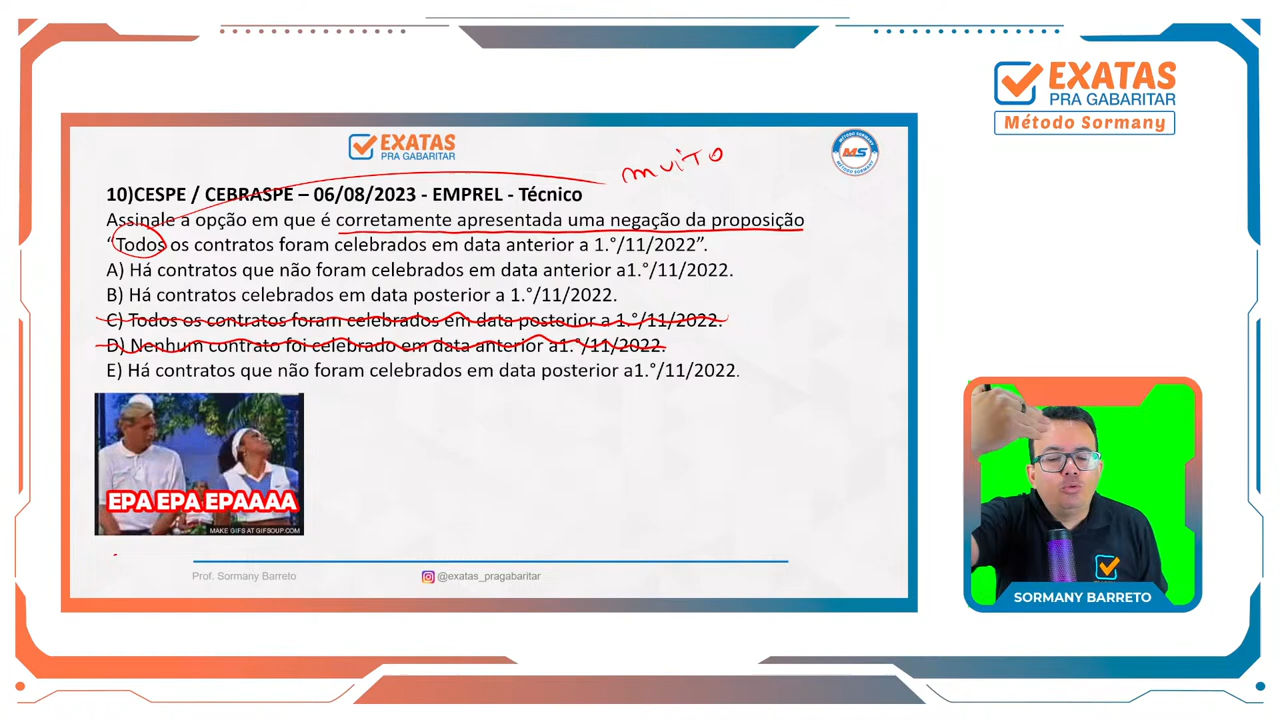 EXATAS
PRA GABARITAR
Método Sormany
EXATAS
PRA GABARITAR
MÉTODO SORMANY
MS
MÉTODO SORMANY
muito
10)CESPE / CEBRASPE – 06/08/2023 - EMPREL - Técnico
Assinale a opção em que é corretamente apresentada uma negação da proposição
“Todos os contratos foram celebrados em data anterior a 1.°/11/2022”.
A) Há contratos que não foram celebrados em data anterior a1.°/11/2022.
B) Há contratos celebrados em data posterior a 1.°/11/2022.
C) Todos os contratos foram celebrados em data posterior a 1.°/11/2022.
D) Nenhum contrato foi celebrado em data anterior a1.°/11/2022.
E) Há contratos que não foram celebrados em data posterior a1.°/11/2022.
EPA EPA EPAAAA
MAKE GIFS AT GIFSOUP.COM
Prof. Sormany Barreto
@exatas_pragabaritar
SORMANY BARRETO